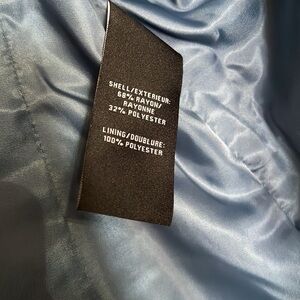 SHELL/EXTERIEUR:
68% RAYON/
RAYONNE
32% POLYESTER
LINING/DOUBLURE:
100% POLYESTER